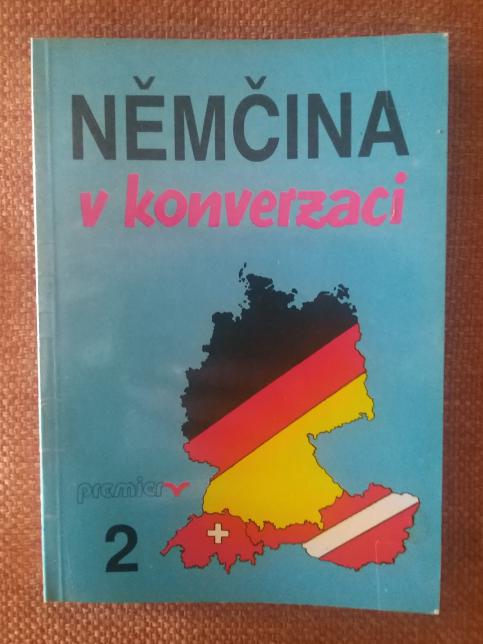 NĚMČINA
v konverzaci
premier
2